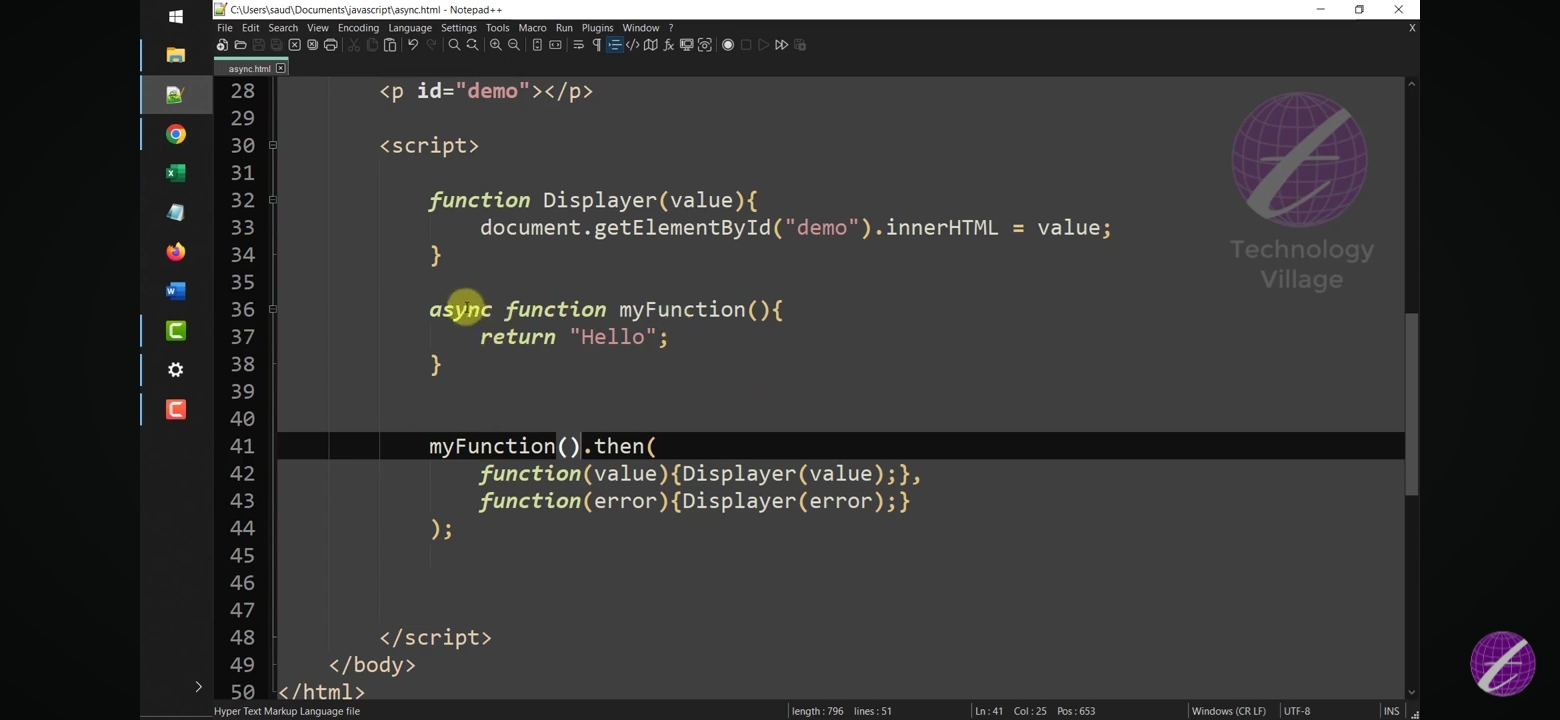 C:\Users\saud\Documents\javascript\async.html - Notepad++
File Edit Search View Encoding Language Settings Tools Macro Run Plugins Window ? X
async.html
28 <p id="demo"></p>
29
30 <script>
31
32 function Displayer(value){
33 document.getElementById("demo").innerHTML = value;
34 }
35
36 async function myFunction(){
37 return "Hello";
38 }
39
40
41 myFunction().then(
42 function(value){Displayer(value);},
43 function(error){Displayer(error);}
44 );
45
46
47
48 </script>
49 </body>
50 </html>
Technology
Village
Hyper Text Markup Language file length : 796 lines : 51 Ln : 41 Col : 25 Pos : 653 Windows (CR LF) UTF-8 INS